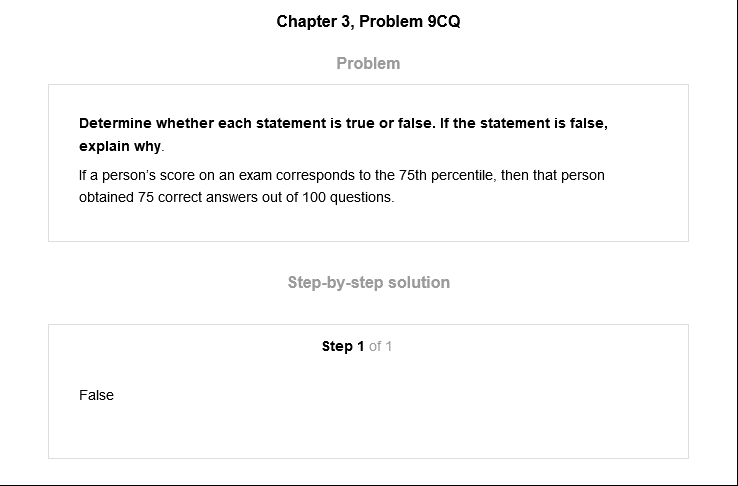 Chapter 3, Problem 9CQ
Problem
Determine whether each statement is true or false. If the statement is false,
explain why.
If a person's score on an exam corresponds to the 75th percentile, then that person
obtained 75 correct answers out of 100 questions.
Step-by-step solution
Step 1 of 1
False